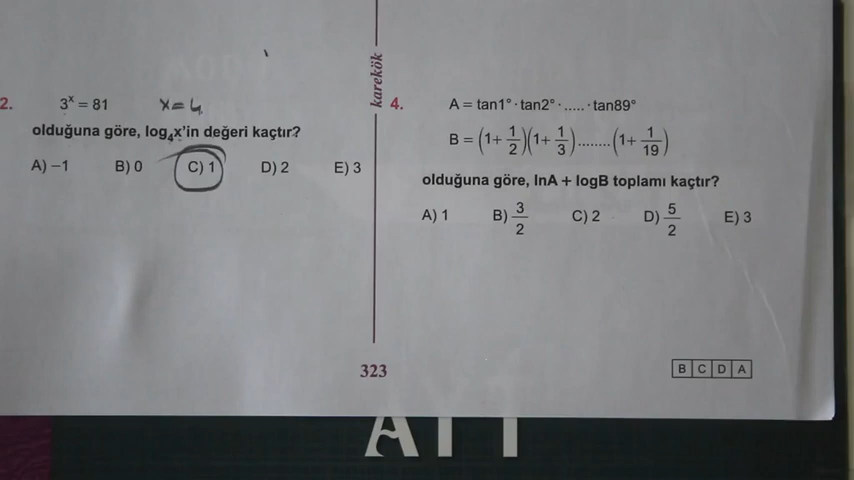 2. 3ˣ = 81 x = 4
olduğuna göre, log₄x'in değeri kaçtır?
A) −1 B) 0 C) 1 D) 2 E) 3
karekök
4. A = tan1° · tan2° · ..... · tan89°
B = (1+ 1/2)(1+ 1/3)........(1+ 1/19)
olduğuna göre, lnA + logB toplamı kaçtır?
A) 1 B) 3/2 C) 2 D) 5/2 E) 3
323
B C D A